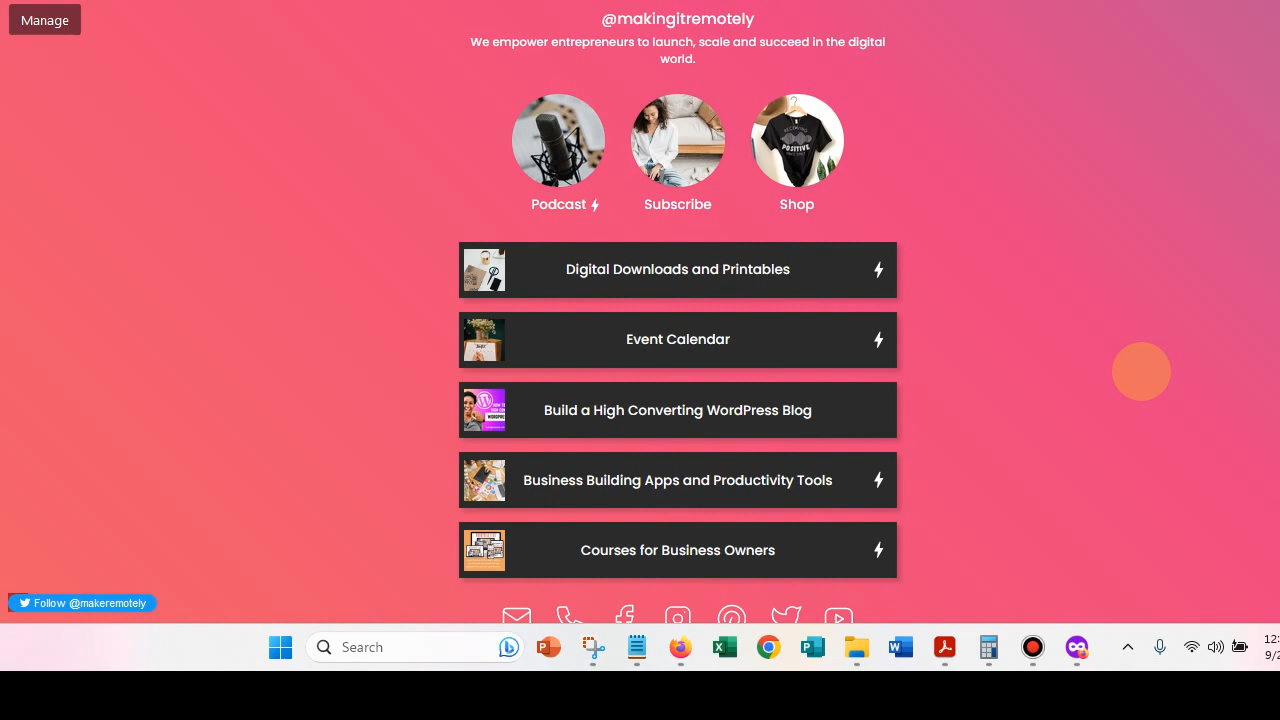 Manage
@makingitremotely
We empower entrepreneurs to launch, scale and succeed in the digital
world.
POSITIVE
Podcast
Subscribe
Shop
Digital Downloads and Printables
Event Calendar
Build a High Converting WordPress Blog
Business Building Apps and Productivity Tools
Courses for Business Owners
Follow @makeremotely
Search